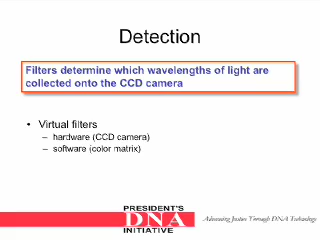 Detection
Filters determine which wavelengths of light are
collected onto the CCD camera
• Virtual filters
– hardware (CCD camera)
– software (color matrix)
PRESIDENT'S
DNA
INITIATIVE
Advancing Justice Through DNA Technology